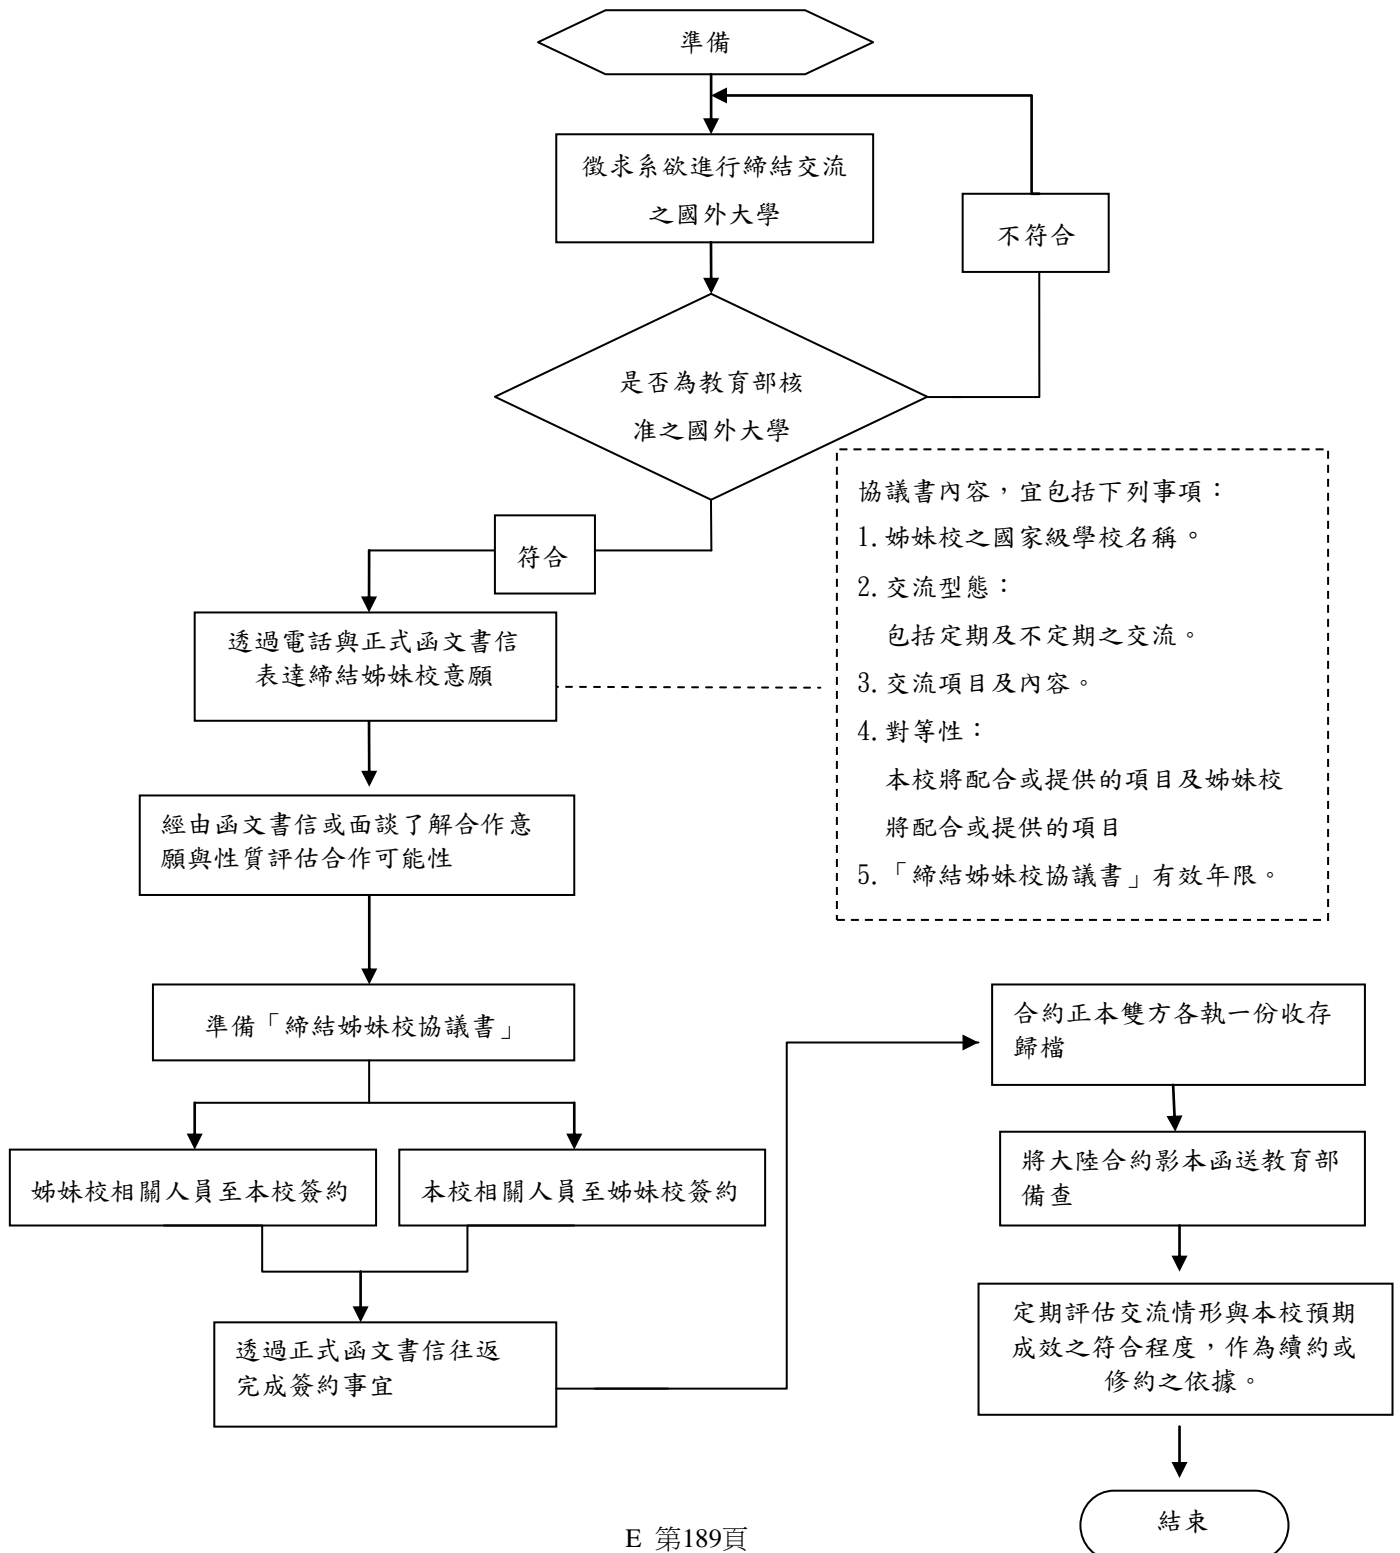 準備
徵求系欲進行締結交流
之國外大學
不符合
是否為教育部核
准之國外大學
符合
透過電話與正式函文書信
表達締結姊妹校意願
協議書內容，宜包括下列事項：
1.姊妹校之國家級學校名稱。
2.交流型態：
包括定期及不定期之交流。
3.交流項目及內容。
4.對等性：
本校將配合或提供的項目及姊妹校
將配合或提供的項目
5.「締結姊妹校協議書」有效年限。
經由函文書信或面談了解合作意
願與性質評估合作可能性
準備「締結姊妹校協議書」
姊妹校相關人員至本校簽約
本校相關人員至姊妹校簽約
透過正式函文書信往返
完成簽約事宜
合約正本雙方各執一份收存
歸檔
將大陸合約影本函送教育部
備查
定期評估交流情形與本校預期
成效之符合程度，作為續約或
修約之依據。
結束
E 第189頁